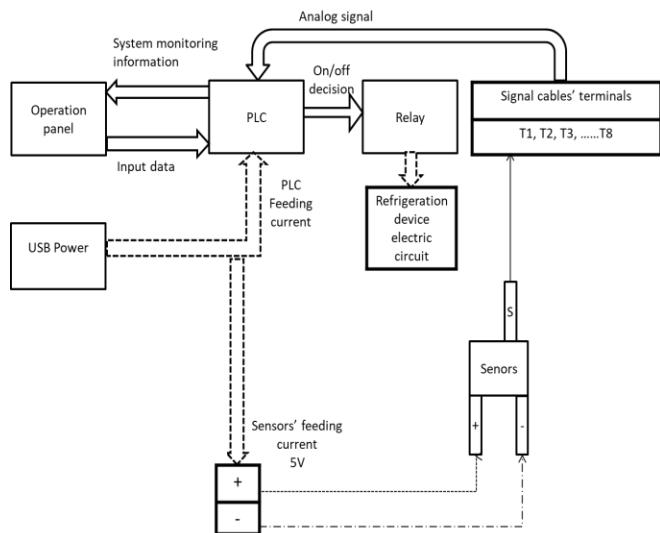 Analog signal
System monitoring
information
On/off
decision
Operation
panel
PLC
Relay
Signal cables' terminals
T1, T2, T3, ......T8
Input data
PLC
Feeding
current
Refrigeration
device
electric
circuit
USB Power
S
Senors
+
-
Sensors' feeding
current
5V
+
-